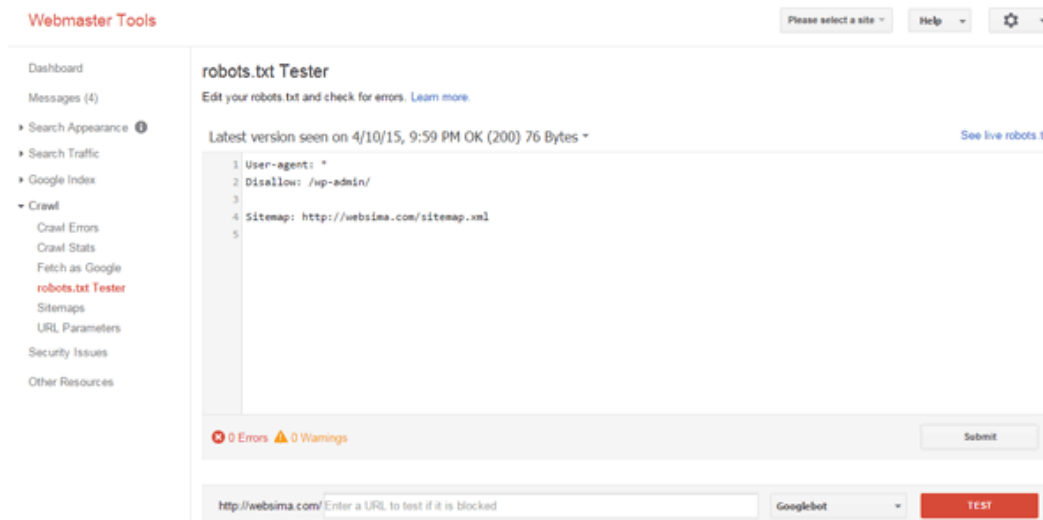 Webmaster Tools
Please select a site
Help
Dashboard
Messages (4)
Search Appearance
Search Traffic
Google Index
Crawl
Crawl Errors
Crawl Stats
Fetch as Google
robots.txt Tester
Sitemaps
URL Parameters
Security Issues
Other Resources
robots.txt Tester
Edit your robots.txt and check for errors. Learn more.
Latest version seen on 4/10/15, 9:59 PM OK (200) 76 Bytes
See live robots.t
1 User-agent: *
2 Disallow: /wp-admin/
3
4 Sitemap: http://websima.com/sitemap.xml
5
0 Errors 0 Warnings
Submit
http://websima.com/ Enter a URL to test if it is blocked
Googlebot
TEST